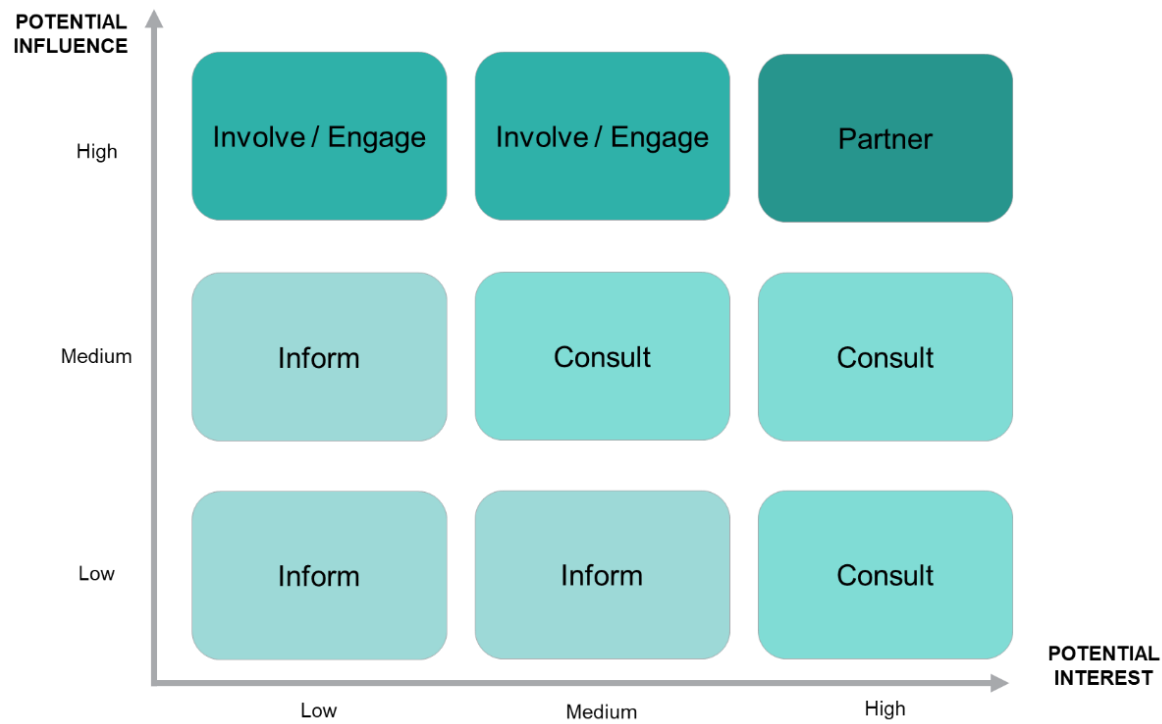 POTENTIAL
INFLUENCE
High
Involve / Engage
Involve / Engage
Partner
Medium
Inform
Consult
Consult
Low
Inform
Inform
Consult
POTENTIAL
INTEREST
Low
Medium
High